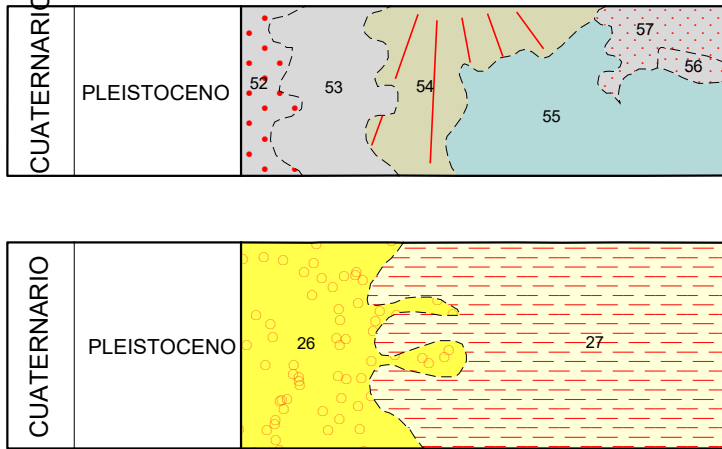 CUATERNARIO
PLEISTOCENO
52
53
54
55
57
56
CUATERNARIO
PLEISTOCENO
26
27